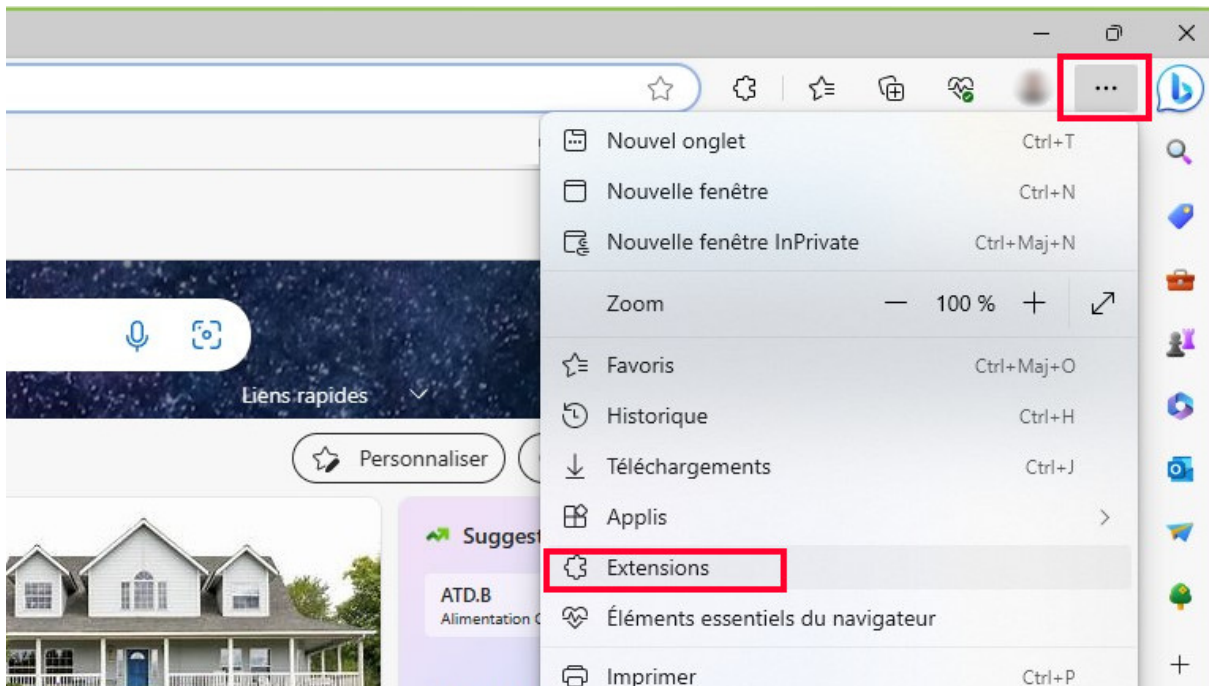 Nouvel onglet Ctrl+T
Nouvelle fenêtre Ctrl+N
Nouvelle fenêtre InPrivate Ctrl+Maj+N
Zoom — 100 % +
Favoris Ctrl+Maj+O
Historique Ctrl+H
Téléchargements Ctrl+J
Applis
Extensions
Éléments essentiels du navigateur
Imprimer Ctrl+P
Liens rapides
Personnaliser
Suggest
ATD.B
Alimentation